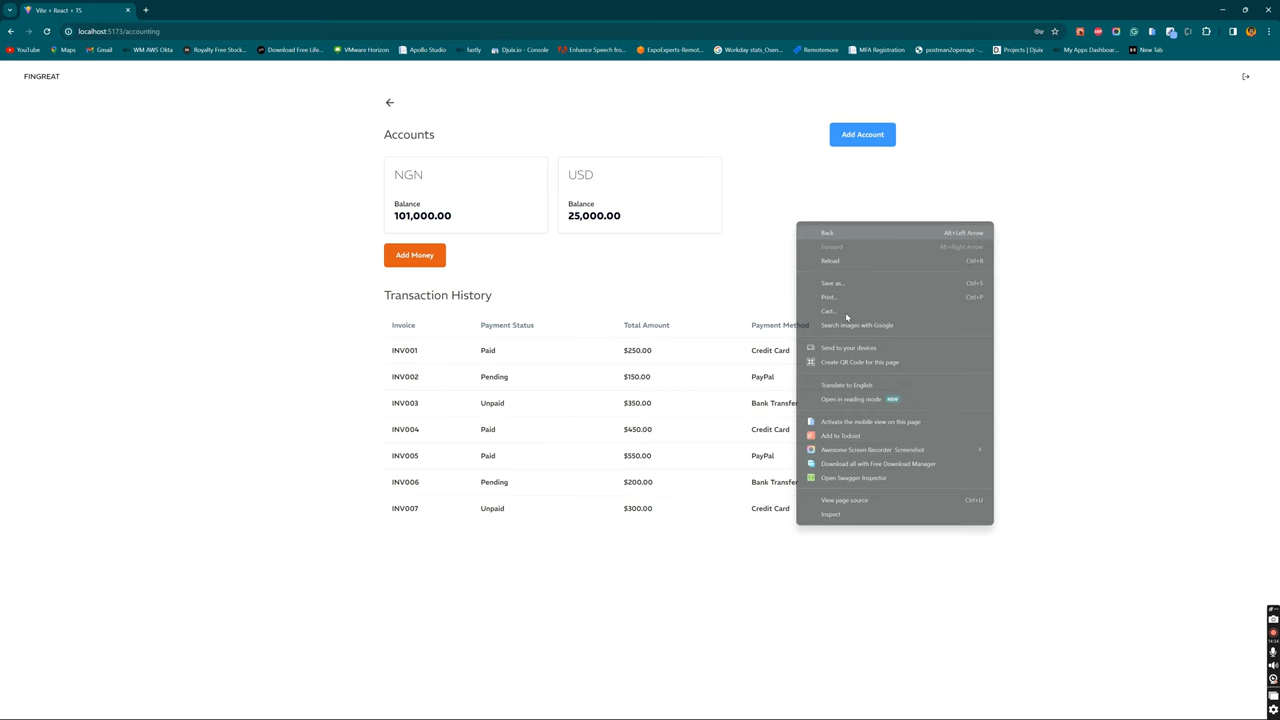 Vite + React + TS
localhost:5173/accounting
YouTube Maps Gmail WM AWS Okta Royalty Free Stock... Download Free Life... VMware Horizon Apollo Studio fastly Djuix.io - Console Enhance Speech fro... ExpoExperts-Remot... Workday stats_Osen... Remotemore MFA Registration postman2openapi - ... Projects | Djuix My Apps Dashboar... New Tab
FINGREAT
Accounts
Add Account
NGN USD
Balance Balance
101,000.00 25,000.00
Add Money
Transaction History
Invoice Payment Status Total Amount Payment Method
INV001 Paid $250.00 Credit Card
INV002 Pending $150.00 PayPal
INV003 Unpaid $350.00 Bank Transfer
INV004 Paid $450.00 Credit Card
INV005 Paid $550.00 PayPal
INV006 Pending $200.00 Bank Transfer
INV007 Unpaid $300.00 Credit Card
Back Alt+Left Arrow
Forward Alt+Right Arrow
Reload Ctrl+R
Save as... Ctrl+S
Print... Ctrl+P
Cast...
Search images with Google
Send to your devices
Create QR Code for this page
Translate to English
Open in reading mode NEW
Activate the mobile view on this page
Add to Todoist
Awesome Screen Recorder Screenshot
Download all with Free Download Manager
Open Swagger Inspector
View page source Ctrl+U
Inspect